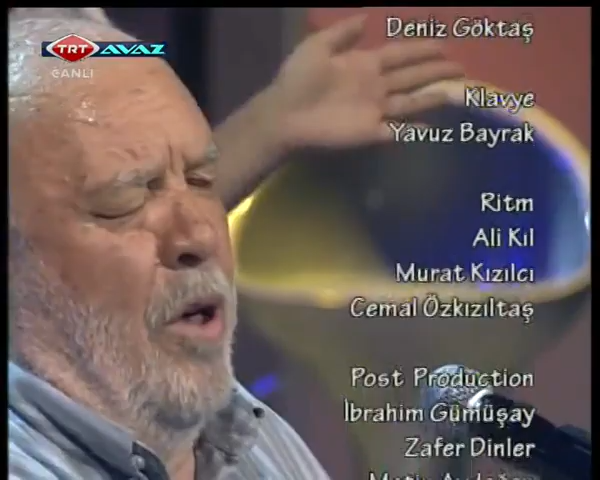 TRT AVAZ
CANLI
Deniz Göktaş
Klavye
Yavuz Bayrak
Ritm
Ali Kıl
Murat Kızılcı
Cemal Özkızıltaş
Post Production
İbrahim Gümüşay
Zafer Dinler